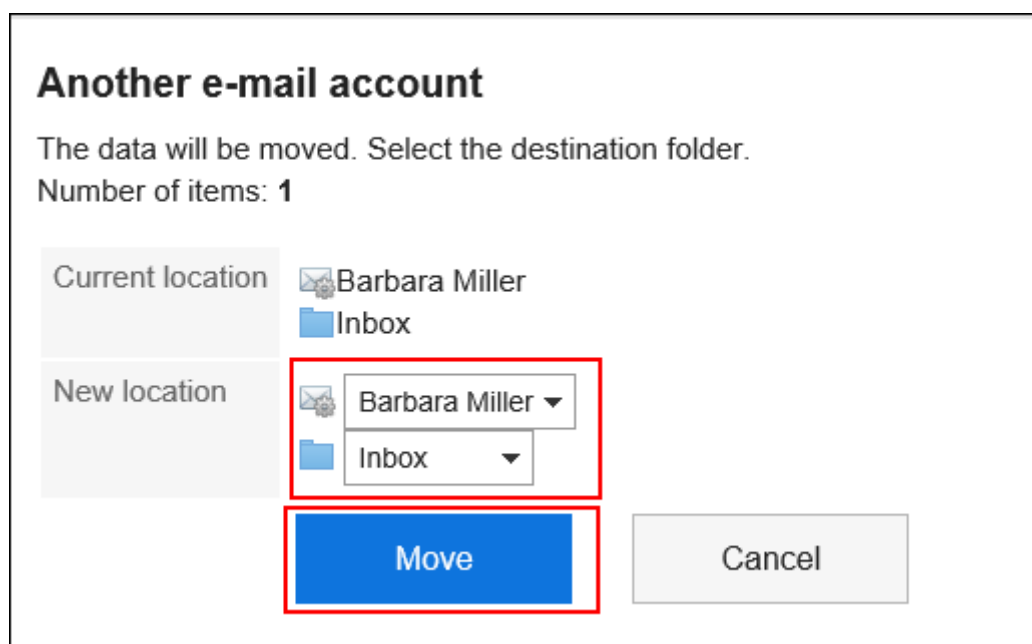 Another e-mail account
The data will be moved. Select the destination folder.
Number of items: 1
Current location
Barbara Miller
Inbox
New location
Barbara Miller
Inbox
Move
Cancel